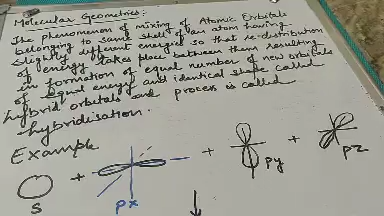 Molecular Geometries:
The phenomenon of mixing of Atomic Orbitals
belonging to same shell of an atom having
slightly different energies so that re-distribution
of energy takes place between them resulting
in formation of equal number of new orbitals
of equal energy and identical shape called
hybrid orbitals and process is called
hybridisation.
Example
+ + +
S px py pz